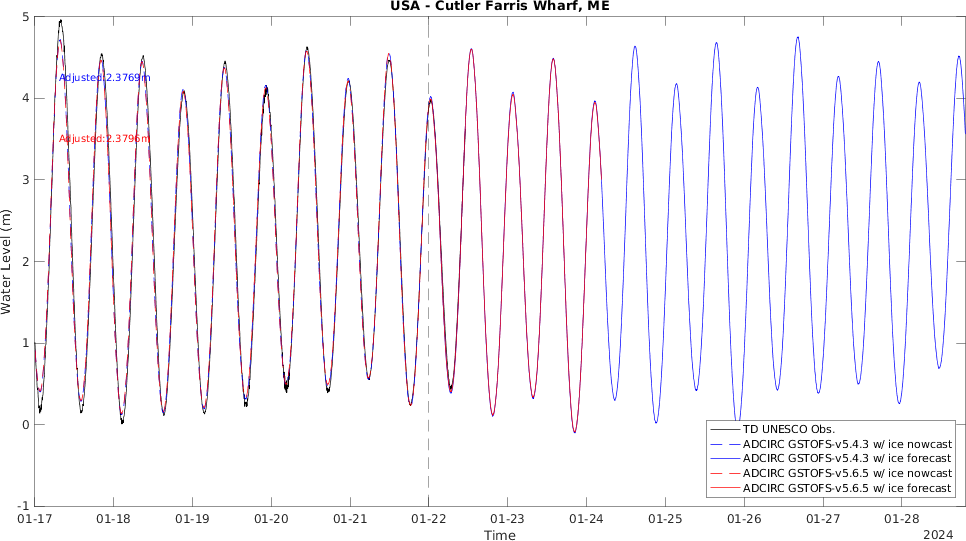 USA - Cutler Farris Wharf, ME
5
4
3
2
1
0
-1
Water Level (m)
Adjusted:2.3769m
Adjusted:2.3796m
TD UNESCO Obs.
ADCIRC GSTOFS-v5.4.3 w/ ice nowcast
ADCIRC GSTOFS-v5.4.3 w/ ice forecast
ADCIRC GSTOFS-v5.6.5 w/ ice nowcast
ADCIRC GSTOFS-v5.6.5 w/ ice forecast
01-17 01-18 01-19 01-20 01-21 01-22 01-23 01-24 01-25 01-26 01-27 01-28
Time
2024